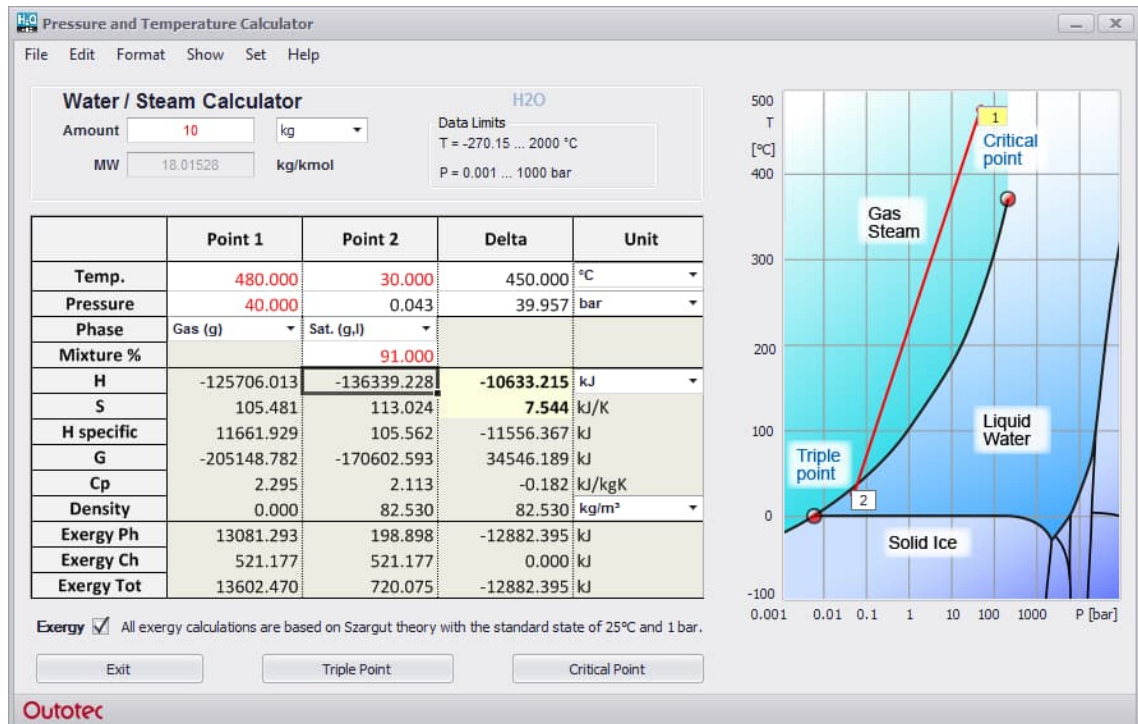 H2O Pressure and Temperature Calculator
File Edit Format Show Set Help
Water / Steam Calculator
H2O
Amount 10 kg
MW 18.01528 kg/kmol
Data Limits
T = -270.15 ... 2000 °C
P = 0.001 ... 1000 bar
Point 1 Point 2 Delta Unit
Temp. 480.000 30.000 450.000 °C
Pressure 40.000 0.043 39.957 bar
Phase Gas (g) Sat. (g,l)
Mixture % 91.000
H -125706.013 -136339.228 -10633.215 kJ
S 105.481 113.024 7.544 kJ/K
H specific 11661.929 105.562 -11556.367 kJ
G -205148.782 -170602.593 34546.189 kJ
Cp 2.295 2.113 -0.182 kJ/kgK
Density 0.000 82.530 82.530 kg/m³
Exergy Ph 13081.293 198.898 -12882.395 kJ
Exergy Ch 521.177 521.177 0.000 kJ
Exergy Tot 13602.470 720.075 -12882.395 kJ
Exergy All exergy calculations are based on Szargut theory with the standard state of 25°C and 1 bar.
Exit Triple Point Critical Point
Outotec
500
T
[°C]
400
300
200
100
0
-100
1
Critical
point
Gas
Steam
Liquid
Water
Triple
point
2
Solid Ice
0.001 0.01 0.1 1 10 100 1000 P [bar]